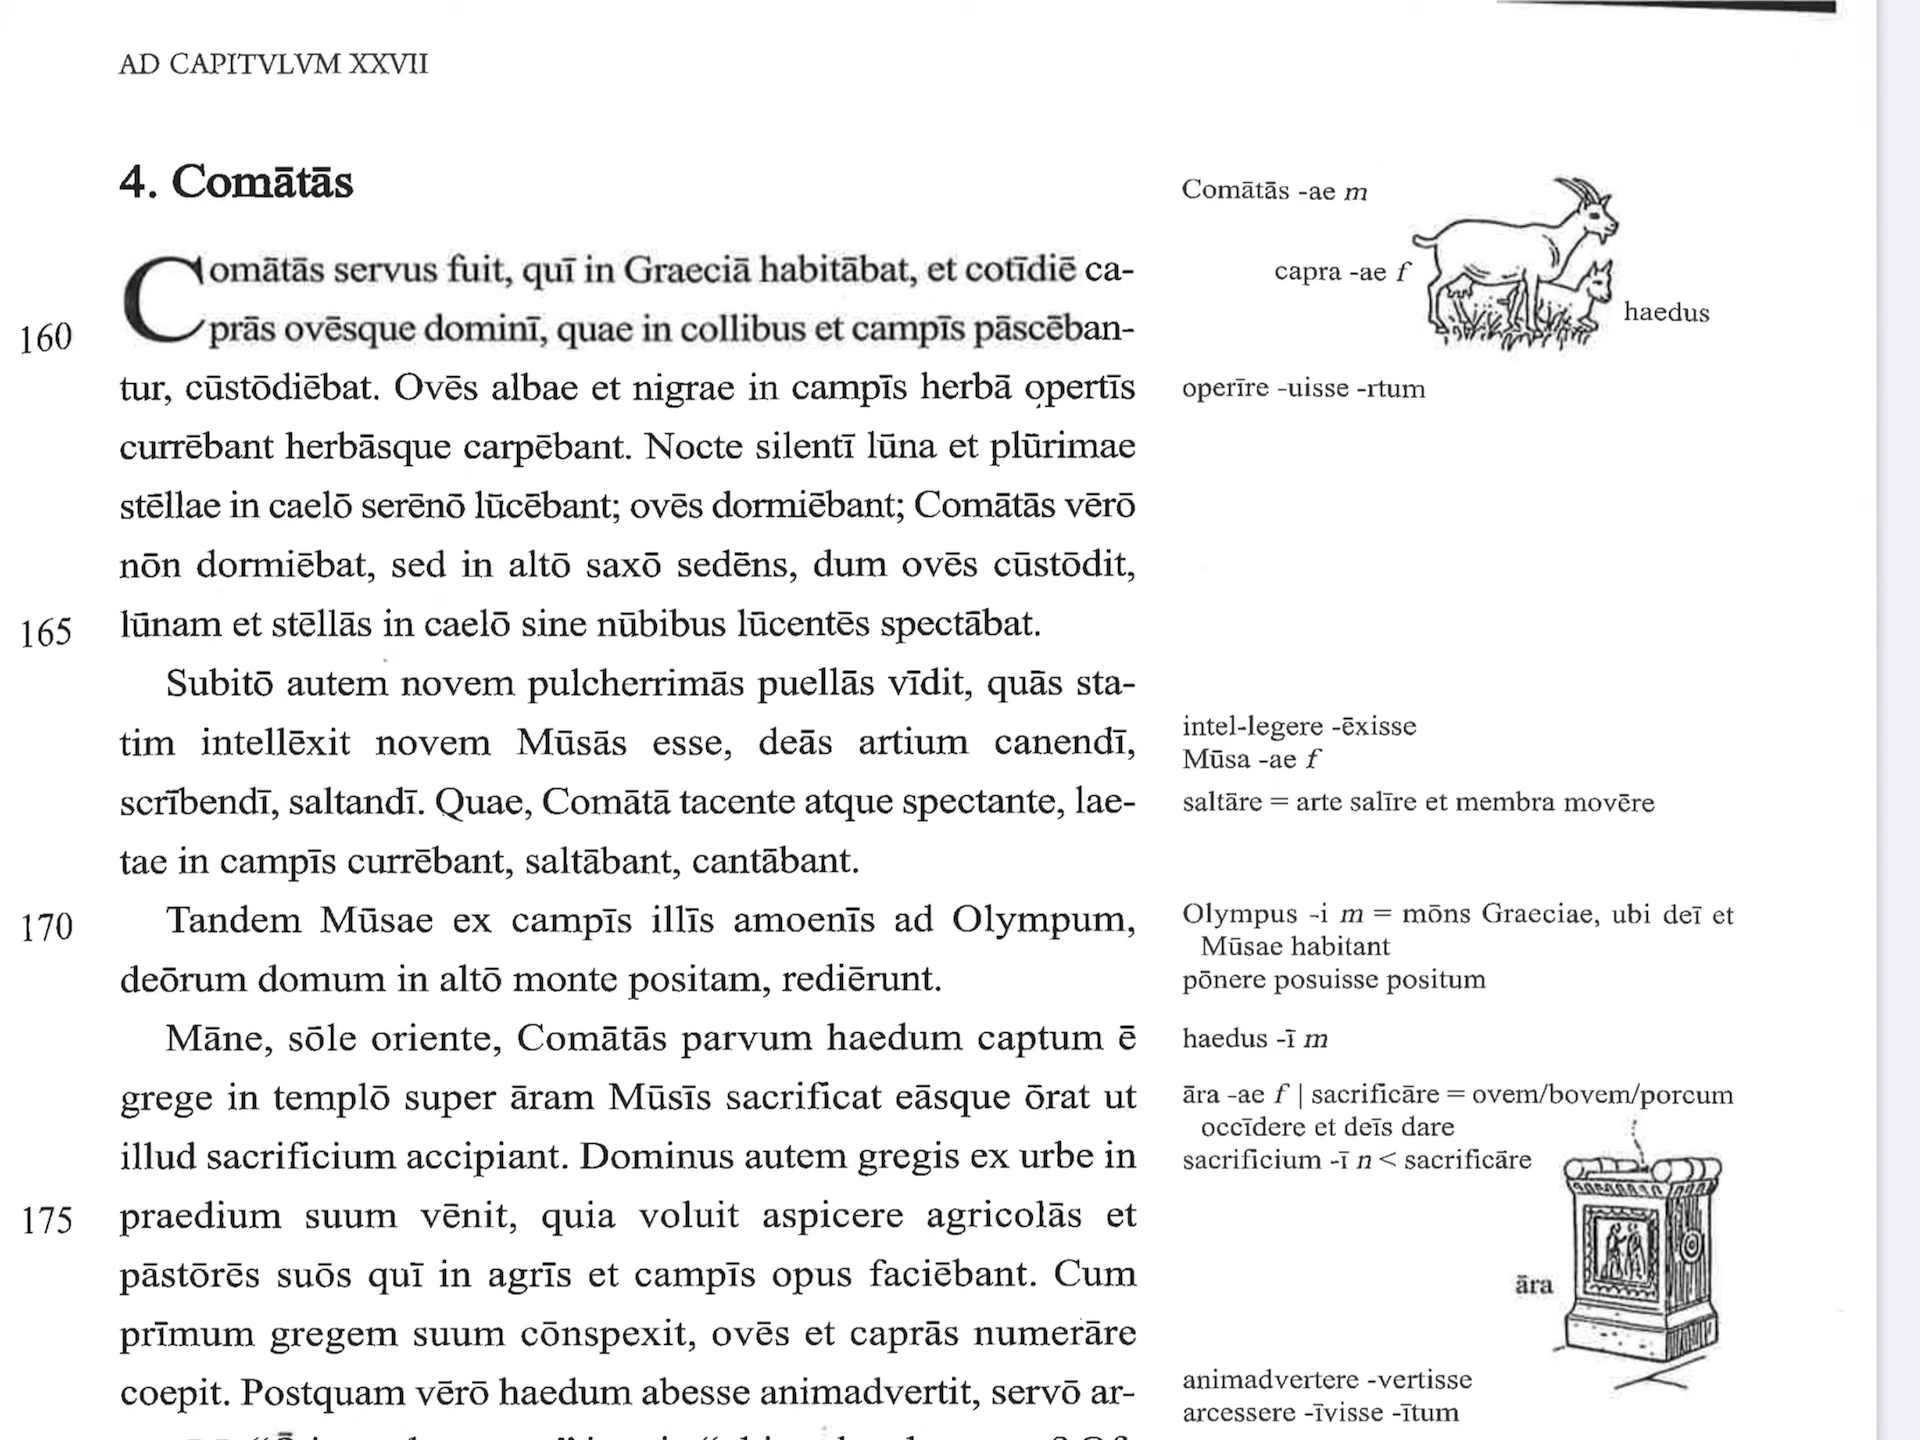 AD CAPITVLVM XXVII
4. Comātās
Comātās servus fuit, quī in Graeciā habitābat, et cotīdiē ca-
prās ovēsque dominī, quae in collibus et campīs pāscēban-
tur, cūstōdiēbat. Ovēs albae et nigrae in campīs herbā opertīs
currēbant herbāsque carpēbant. Nocte silentī lūna et plūrimae
stēllae in caelō serēnō lūcēbant; ovēs dormiēbant; Comātās vērō
nōn dormiēbat, sed in altō saxō sedēns, dum ovēs cūstōdit,
lūnam et stēllās in caelō sine nūbibus lūcentēs spectābat.
Subitō autem novem pulcherrimās puellās vīdit, quās sta-
tim intellēxit novem Mūsās esse, deās artium canendī,
scrībendī, saltandī. Quae, Comātā tacente atque spectante, lae-
tae in campīs currēbant, saltābant, cantābant.
Tandem Mūsae ex campīs illīs amoenīs ad Olympum,
deōrum domum in altō monte positam, rediērunt.
Māne, sōle oriente, Comātās parvum haedum captum ē
grege in templō super āram Mūsīs sacrificat eāsque ōrat ut
illud sacrificium accipiant. Dominus autem gregis ex urbe in
praedium suum vēnit, quia voluit aspicere agricolās et
pāstōrēs suōs quī in agrīs et campīs opus faciēbant. Cum
prīmum gregem suum cōnspexit, ovēs et caprās numerāre
coepit. Postquam vērō haedum abesse animadvertit, servō ar-
160
165
170
175
Comātās -ae m
capra -ae f
haedus
operīre -uisse -rtum
intel-legere -ēxisse
Mūsa -ae f
saltāre = arte salīre et membra movēre
Olympus -i m = mōns Graeciae, ubi deī et
Mūsae habitant
pōnere posuisse positum
haedus -ī m
āra -ae f | sacrificāre = ovem/bovem/porcum
occīdere et deīs dare
sacrificium -ī n < sacrificāre
āra
animadvertere -vertisse
arcessere -īvisse -ītum